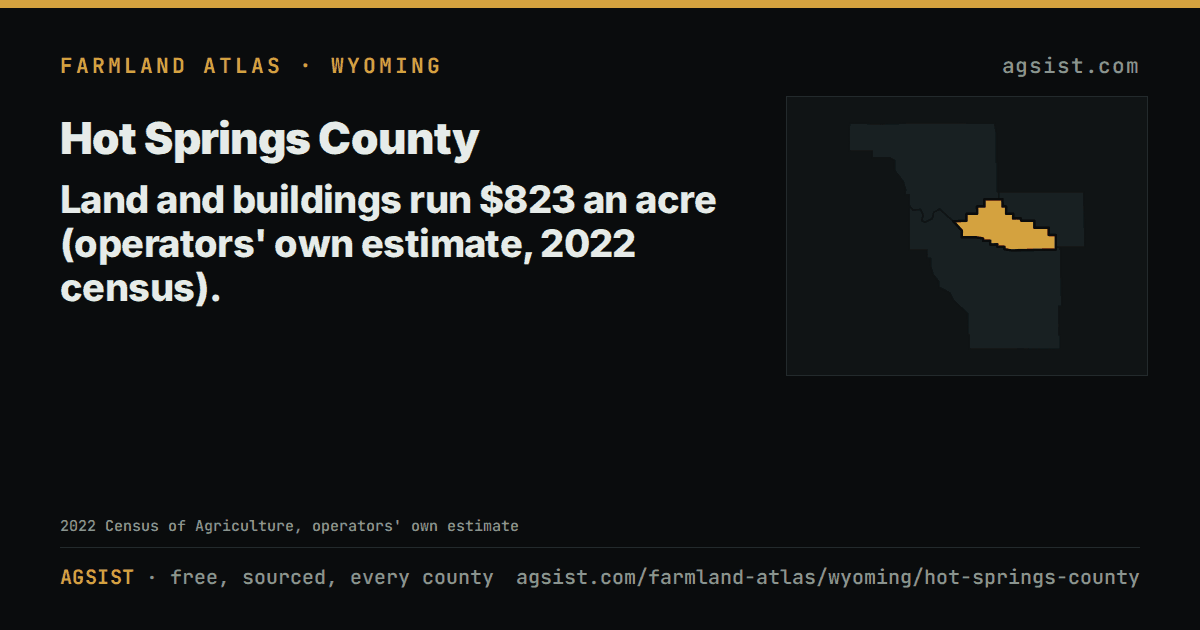 FARMLAND ATLAS · WYOMING
agsist.com
Hot Springs County
Land and buildings run $823 an acre
(operators' own estimate, 2022
census).
2022 Census of Agriculture, operators' own estimate
AGSIST · free, sourced, every county
agsist.com/farmland-atlas/wyoming/hot-springs-county